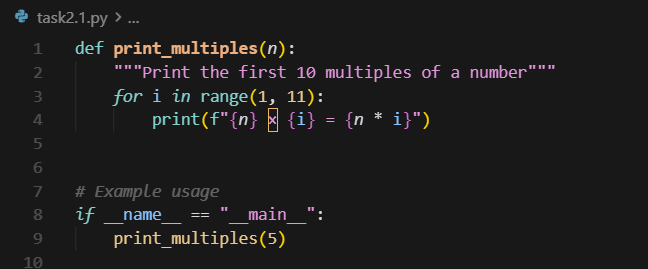 task2.1.py > ...
1 def print_multiples(n):
2     """Print the first 10 multiples of a number"""
3     for i in range(1, 11):
4         print(f"{n} × {i} = {n * i}")
5
6
7 # Example usage
8 if __name__ == "__main__":
9     print_multiples(5)
10